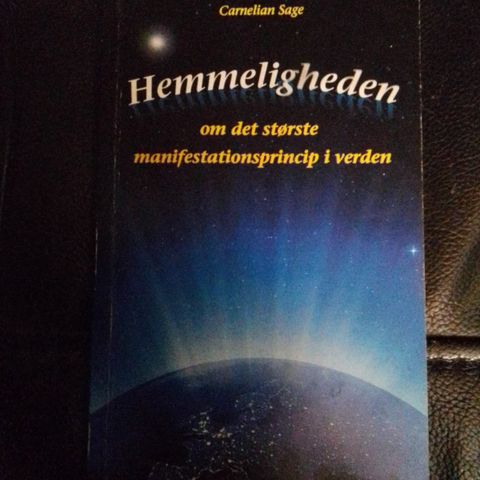 Carnelian Sage
Hemmeligheden
om det største
manifestationsprincip i verden